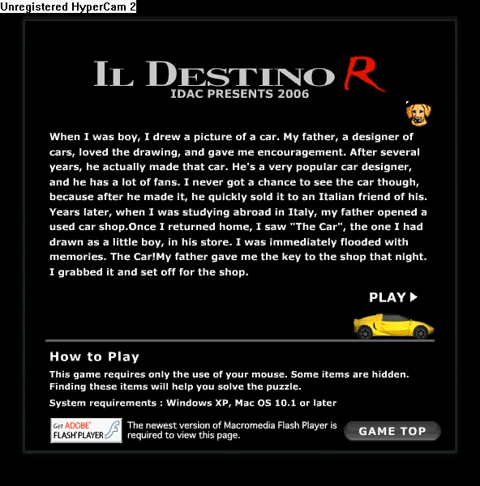 Unregistered HyperCam 2
IL DESTINO R
IDAC PRESENTS 2006
When I was boy, I drew a picture of a car. My father, a designer of
cars, loved the drawing, and gave me encouragement. After several
years, he actually made that car. He's a very popular car designer,
and he has a lot of fans. I never got a chance to see the car though,
because after he made it, he quickly sold it to an Italian friend of his.
Years later, when I was studying abroad in Italy, my father opened a
used car shop.Once I returned home, I saw "The Car", the one I had
drawn as a little boy, in his store. I was immediately flooded with
memories. The Car!My father gave me the key to the shop that night.
I grabbed it and set off for the shop.
PLAY
How to Play
This game requires only the use of your mouse. Some items are hidden.
Finding these items will help you solve the puzzle.
System requirements : Windows XP, Mac OS 10.1 or later
Get ADOBE
FLASH PLAYER
The newest version of Macromedia Flash Player is
required to view this page.
GAME TOP